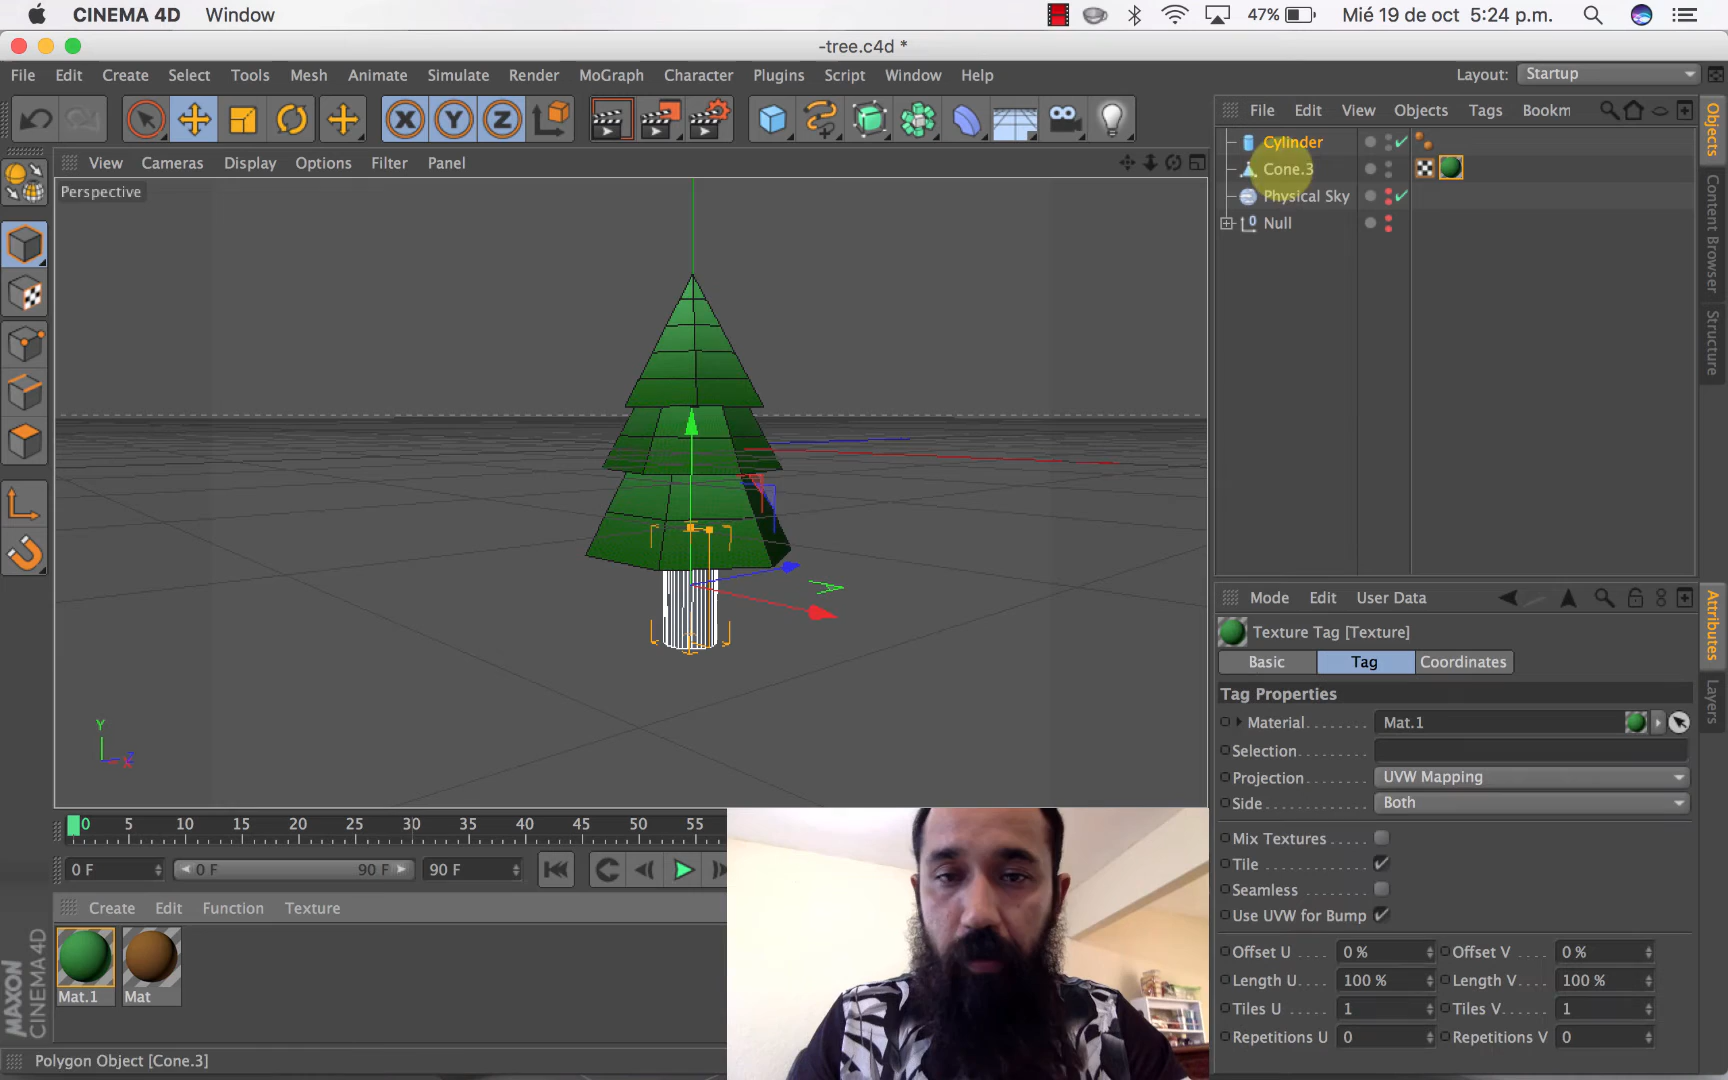 CINEMA 4D Window 47% Mié 19 de oct 5:24 p.m.
-tree.c4d *
File Edit Create Select Tools Mesh Animate Simulate Render MoGraph Character Plugins Script Window Help Layout: Startup
File Edit View Objects Tags Bookm
View Cameras Display Options Filter Panel
Perspective
Cylinder
Cone.3
Physical Sky
Null
Objects
Content Browser
Structure
Y
Z
Mode Edit User Data
Texture Tag [Texture]
Basic Tag Coordinates
Tag Properties
Material Mat.1
Selection
Projection UVW Mapping
Side Both
Mix Textures
Tile
Seamless
Use UVW for Bump
Offset U 0 % Offset V 0 %
Length U 100 % Length V 100 %
Tiles U 1 Tiles V 1
Repetitions U 0 Repetitions V 0
Attributes
Layers
0 5 10 15 20 25 30 35 40 45 50 55
0 F 0 F 90 F 90 F
Create Edit Function Texture
Mat.1 Mat
MAXON
CINEMA 4D
Polygon Object [Cone.3]